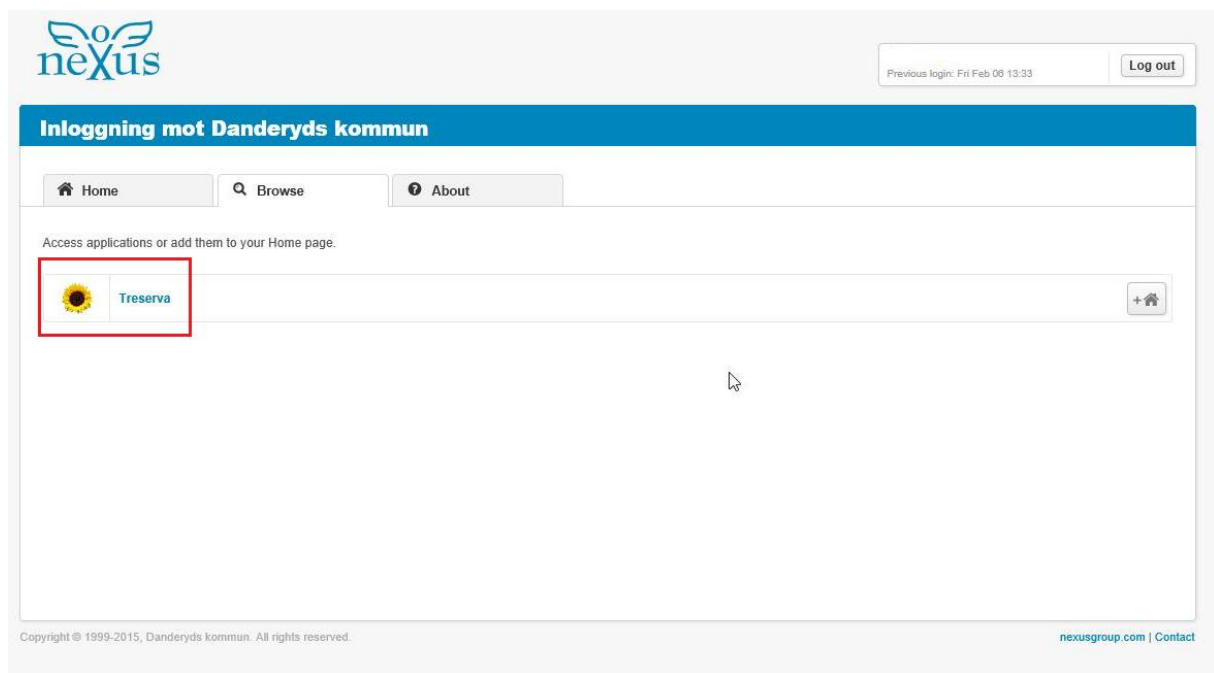 nexus
Previous login: Fri Feb 06 13:33
Log out
Inloggning mot Danderyds kommun
Home
Browse
About
Access applications or add them to your Home page.
Treserva
+
Copyright © 1999-2015, Danderyds kommun. All rights reserved.
nexusgroup.com | Contact